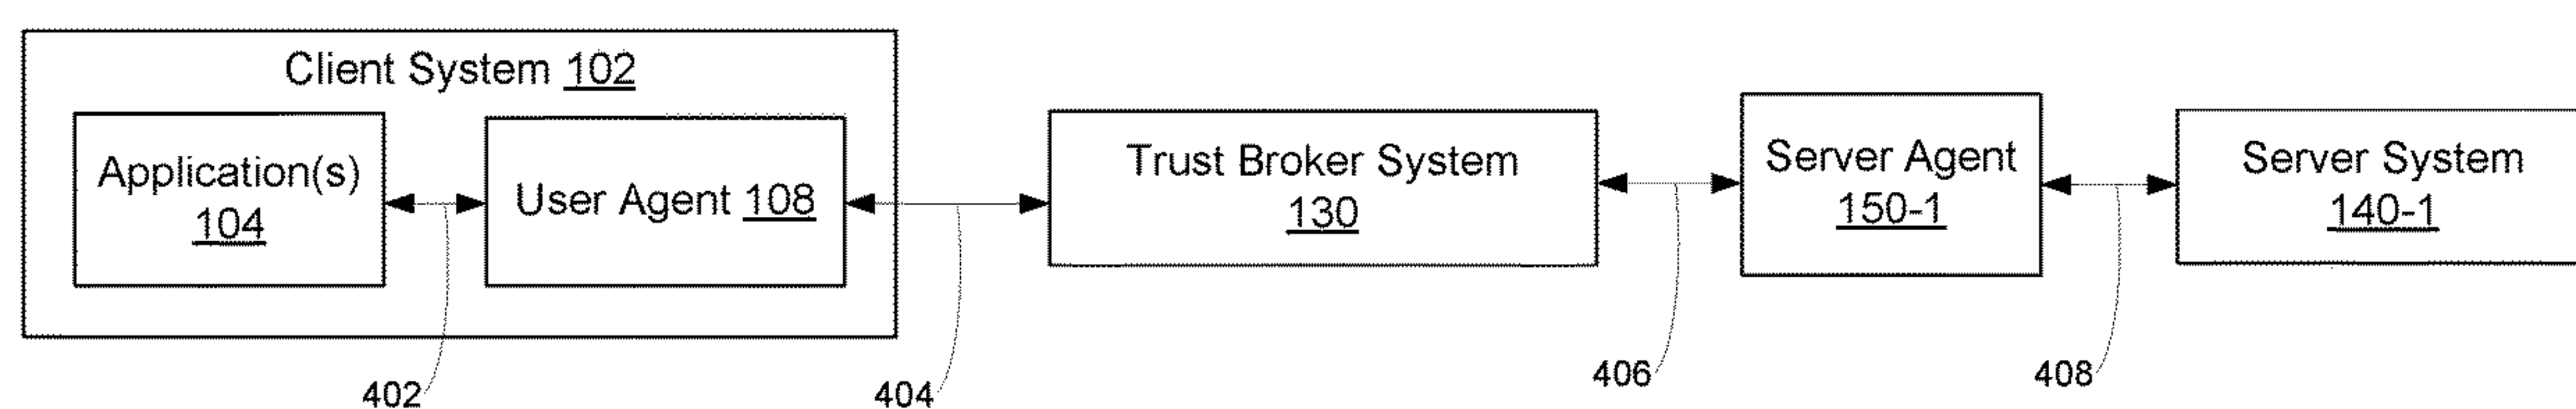 Client System 102
Application(s)
104
User Agent 108
Trust Broker System
130
Server Agent
150-1
Server System
140-1
402
404
406
408